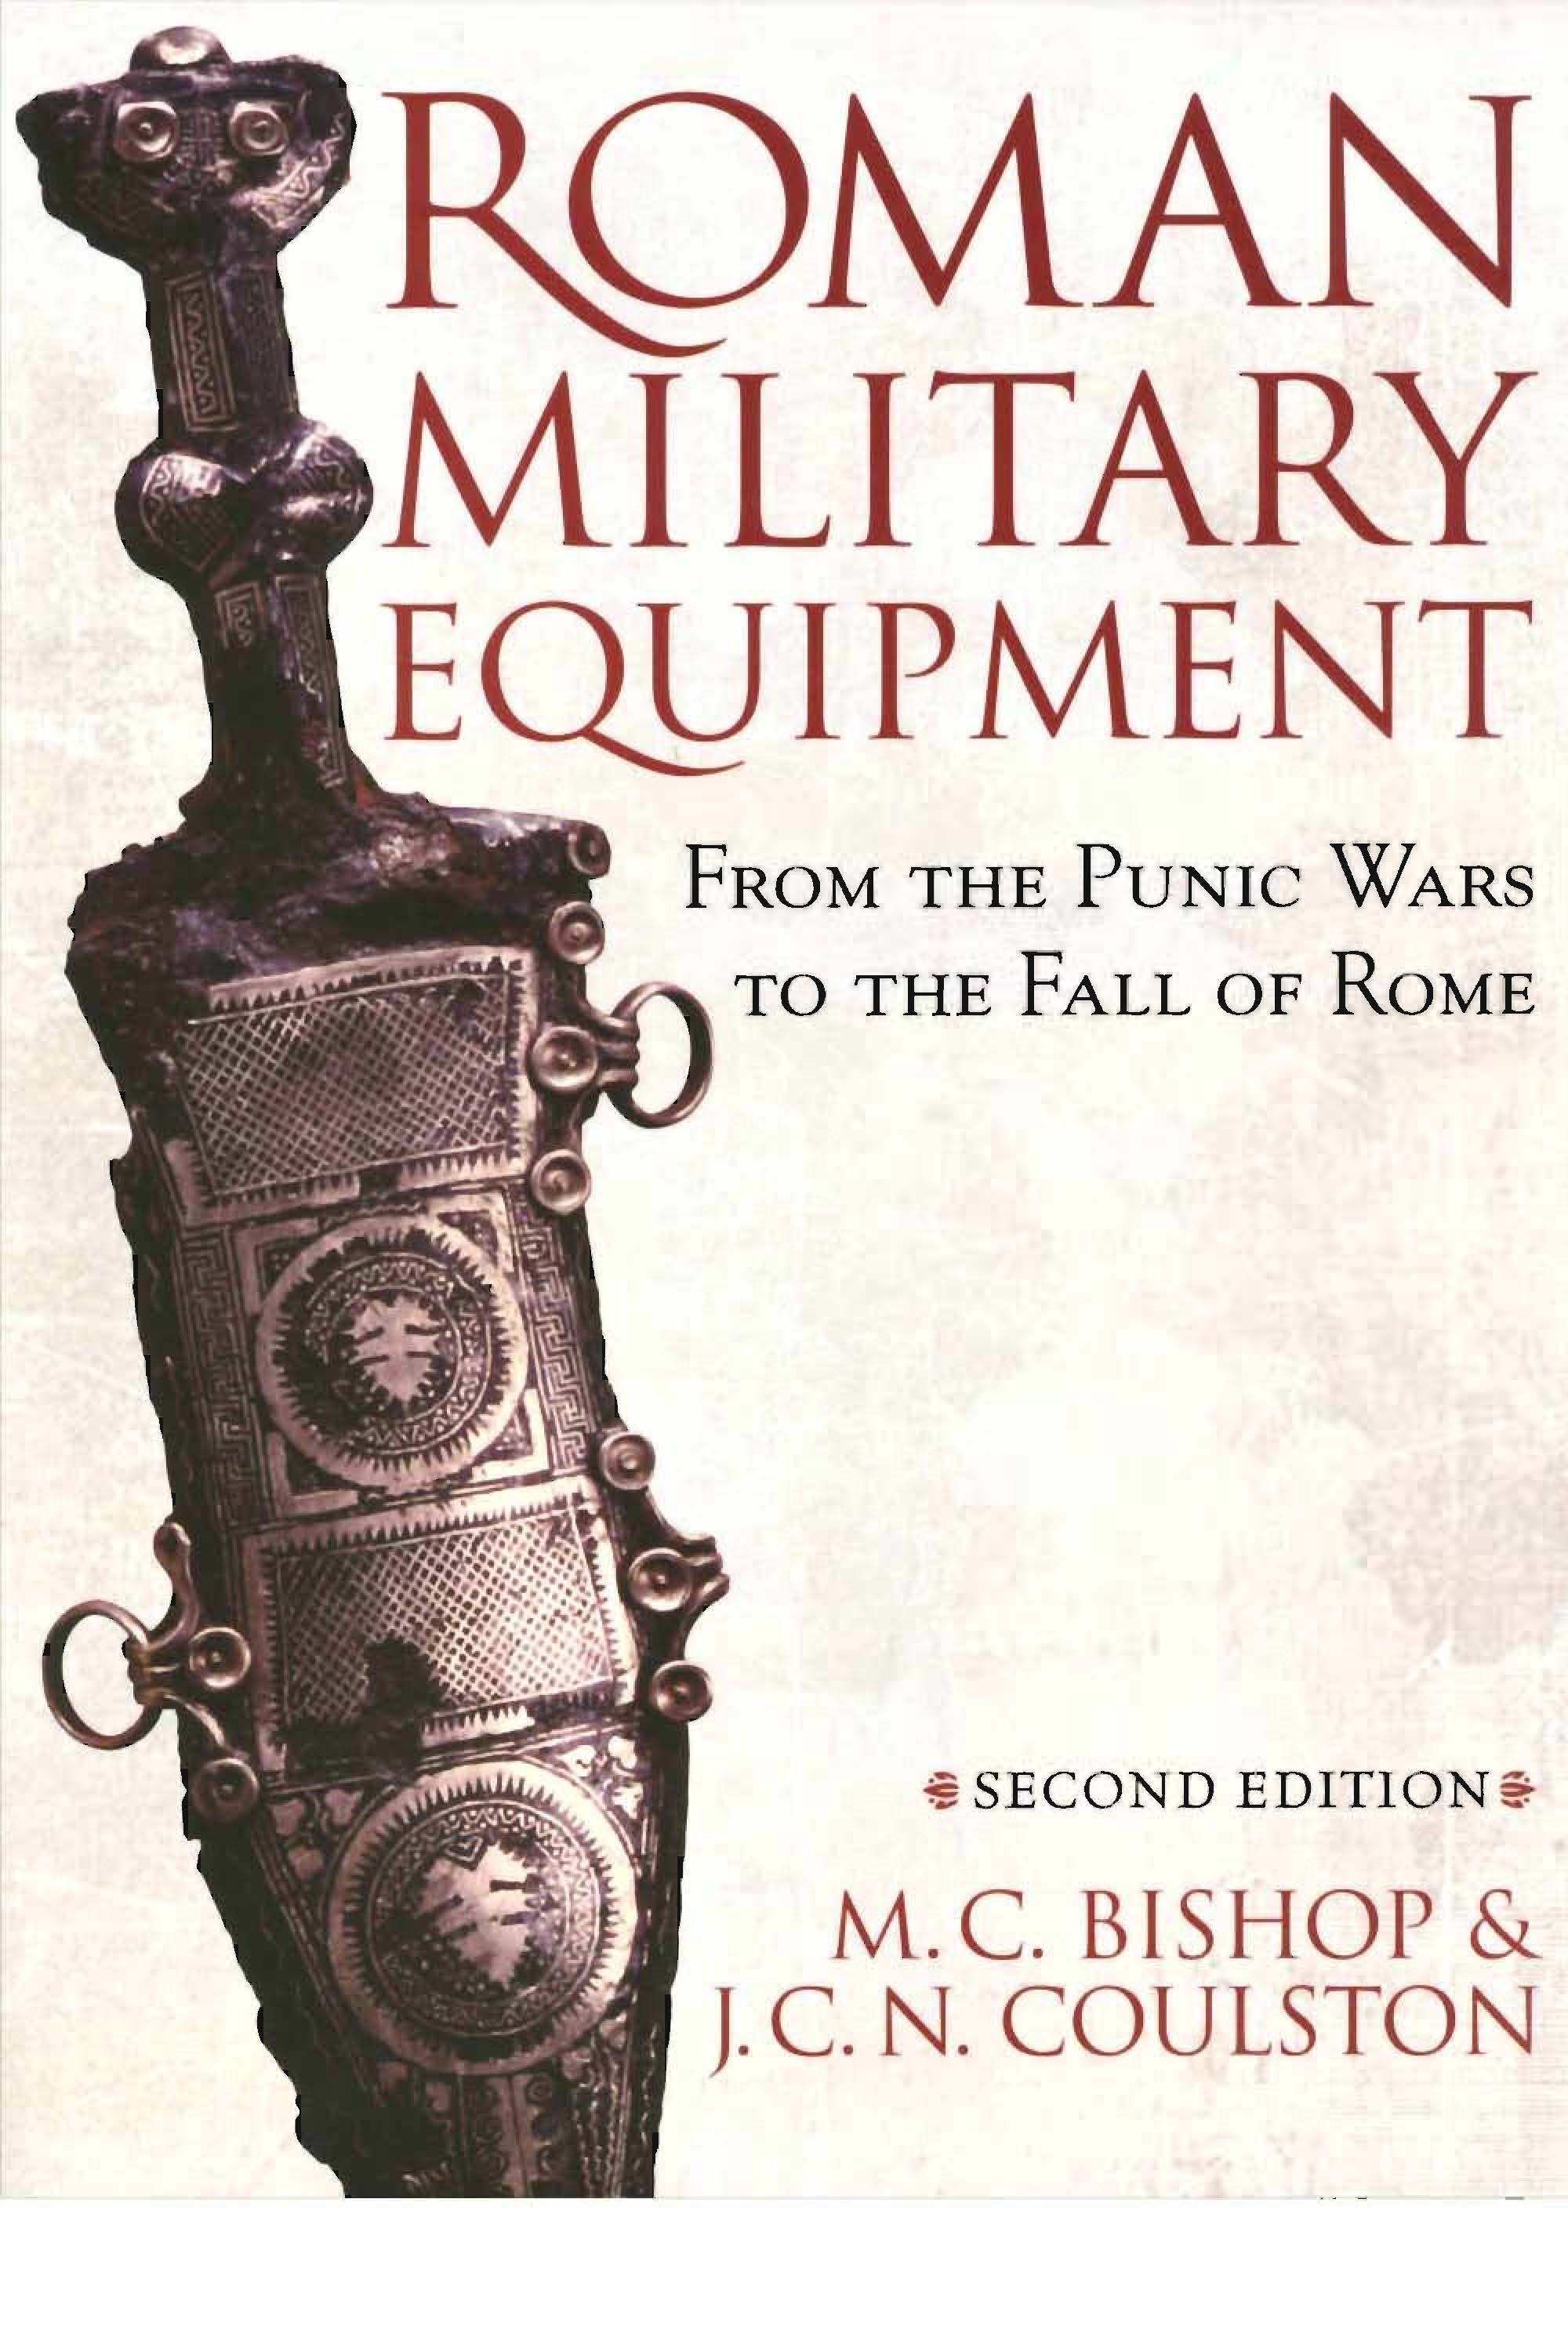 ROMAN
MILITARY
EQUIPMENT
FROM THE PUNIC WARS
TO THE FALL OF ROME
SECOND EDITION
M.C. BISHOP &
J.C.N. COULSTON